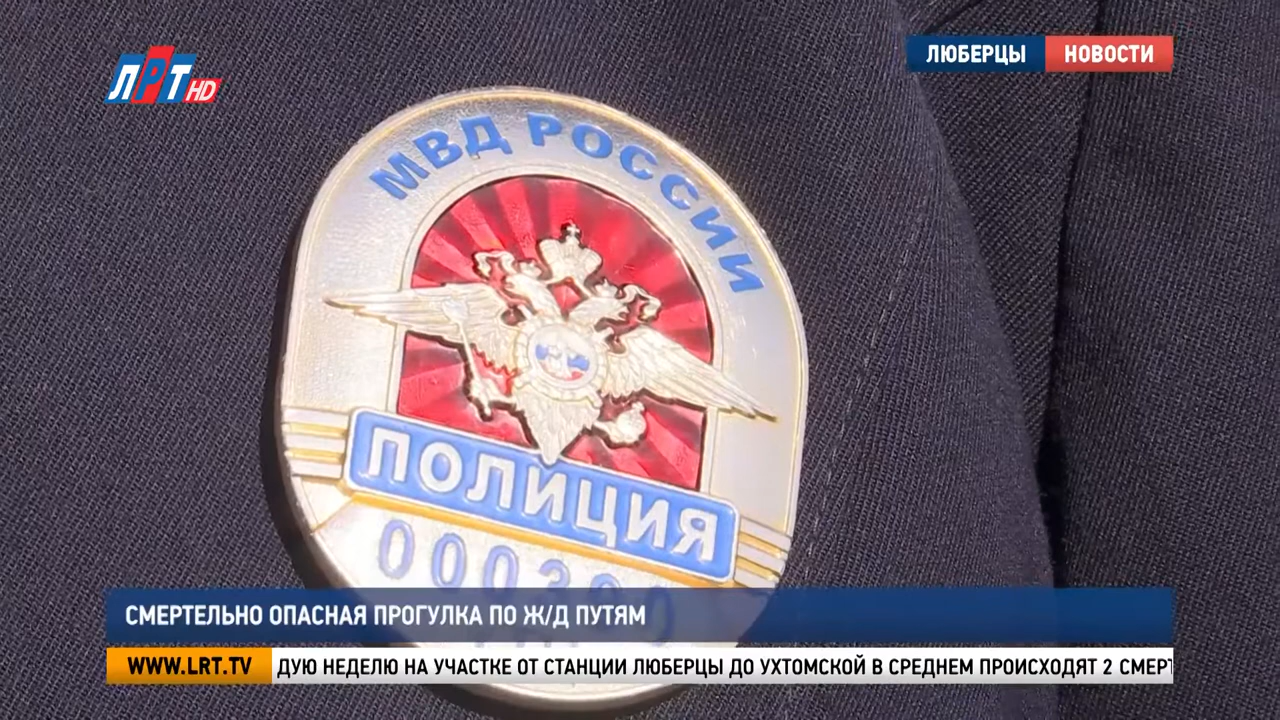 ЛРТ HD
ЛЮБЕРЦЫ НОВОСТИ
МВД РОССИИ
ПОЛИЦИЯ
СМЕРТЕЛЬНО ОПАСНАЯ ПРОГУЛКА ПО Ж/Д ПУТЯМ
WWW.LRT.TV ДУЮ НЕДЕЛЮ НА УЧАСТКЕ ОТ СТАНЦИИ ЛЮБЕРЦЫ ДО УХТОМСКОЙ В СРЕДНЕМ ПРОИСХОДЯТ 2 СМЕРТ